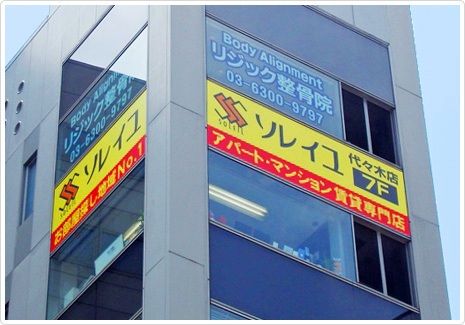 Body Alignment
リジック整骨院
03-6300-9797
SOLEIL
ソレイユ
代々木店
7F
アパート・マンション賃貸専門店
Body Alignment
リジック整骨院
03-6300-9797
SOLEIL
ソレイユ
お部屋探し地域No.1